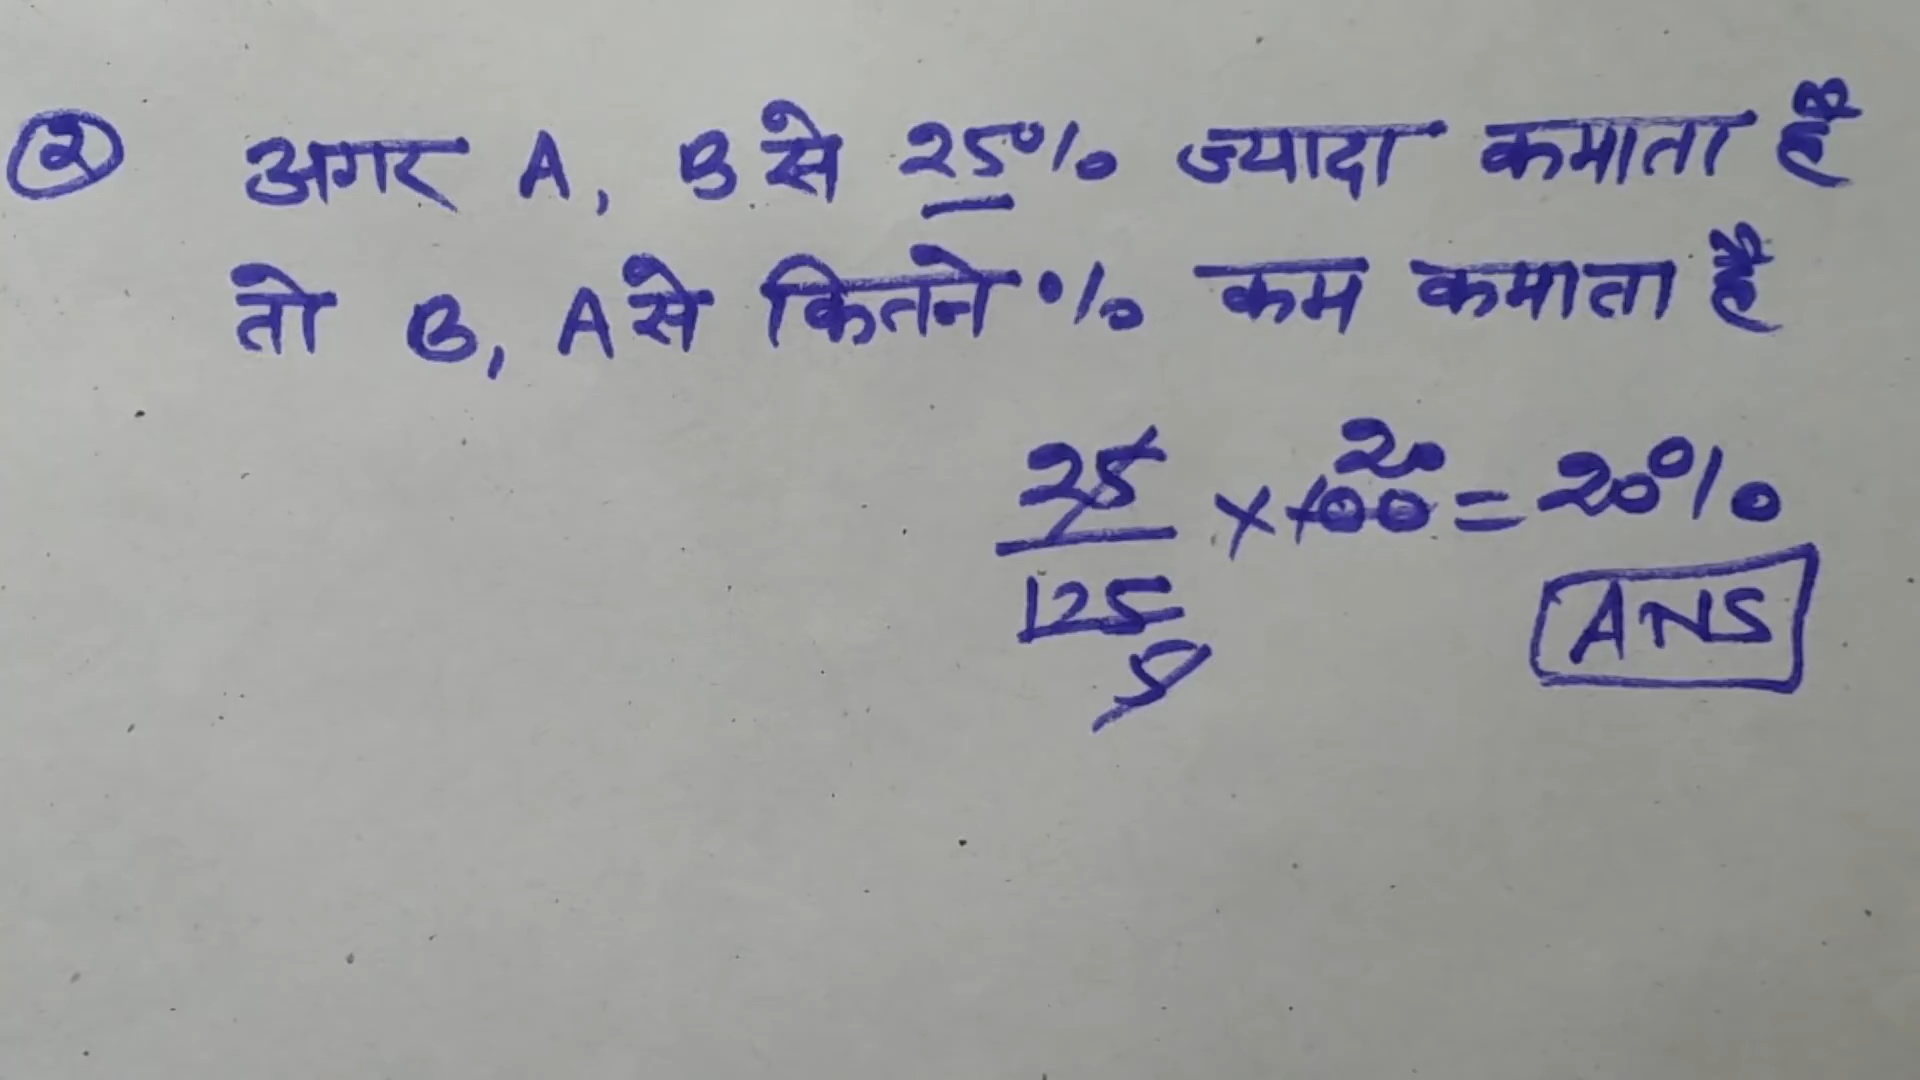 ② अगर A, B से 25% ज्यादा कमाता है
तो B, A से कितने % कम कमाता है
20
25 × 100 = 20%
125
5
ANS